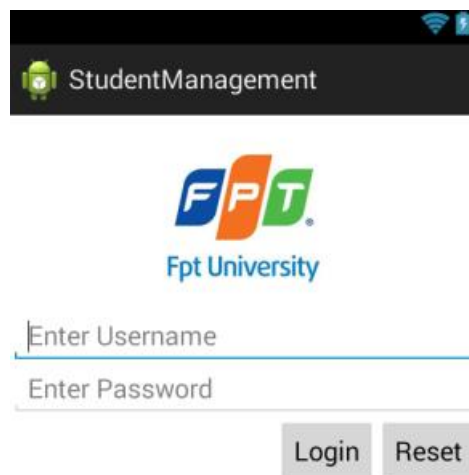 StudentManagement
FPT
Fpt University
Enter Username
Enter Password
Login Reset